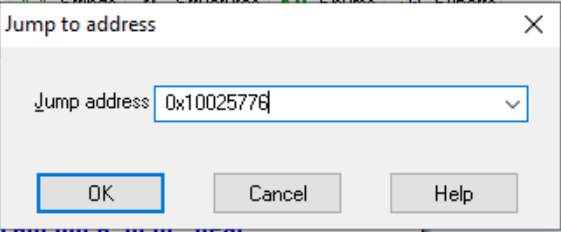 Jump to address
Jump address 0x10025776
OK Cancel Help